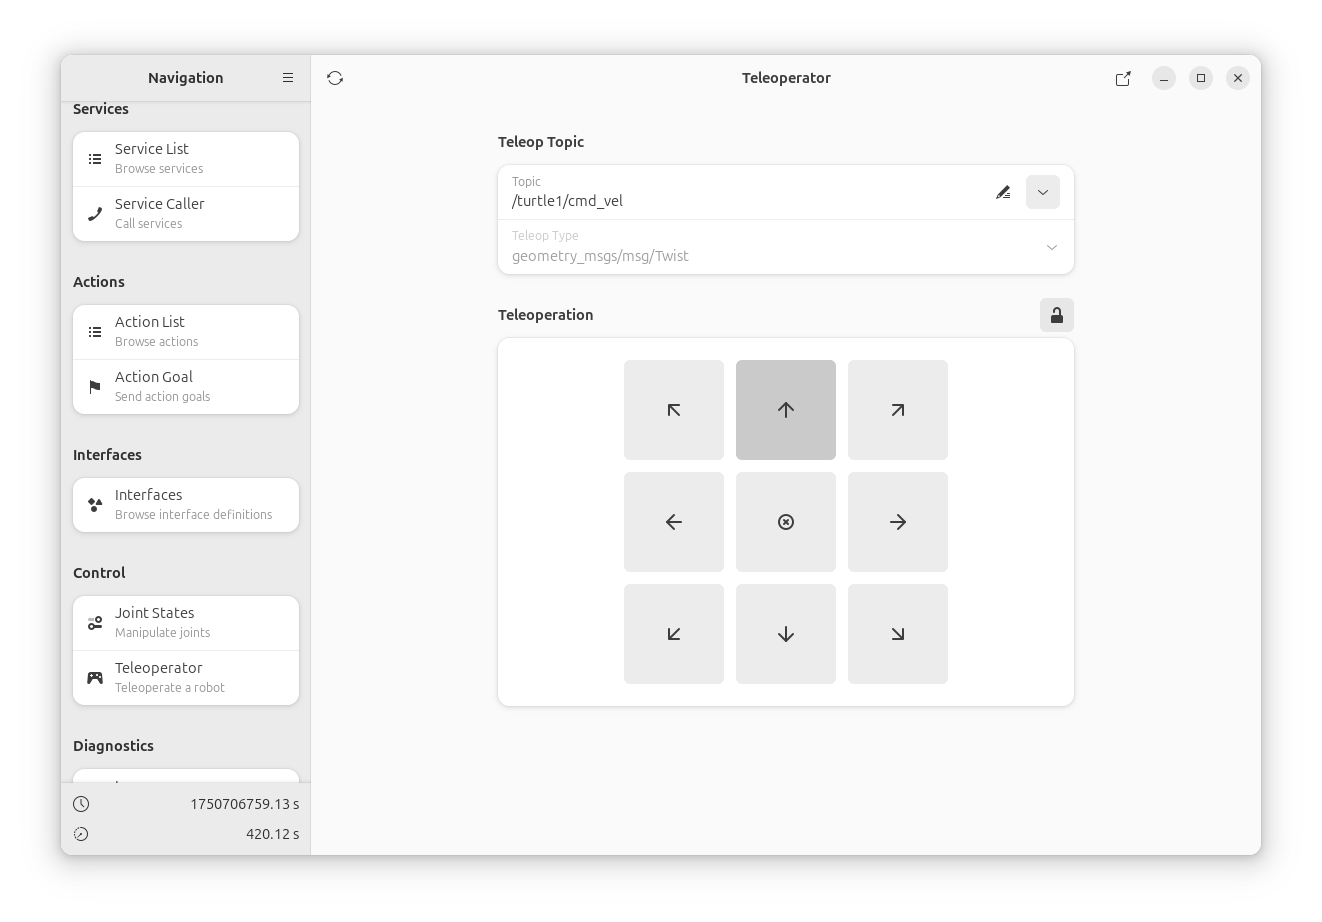 Navigation
Services
Service List
Browse services
Service Caller
Call services
Actions
Action List
Browse actions
Action Goal
Send action goals
Interfaces
Interfaces
Browse interface definitions
Control
Joint States
Manipulate joints
Teleoperator
Teleoperate a robot
Diagnostics
1750706759.13 s
420.12 s
Teleoperator
Teleop Topic
Topic
/turtle1/cmd_vel
Teleop Type
geometry_msgs/msg/Twist
Teleoperation